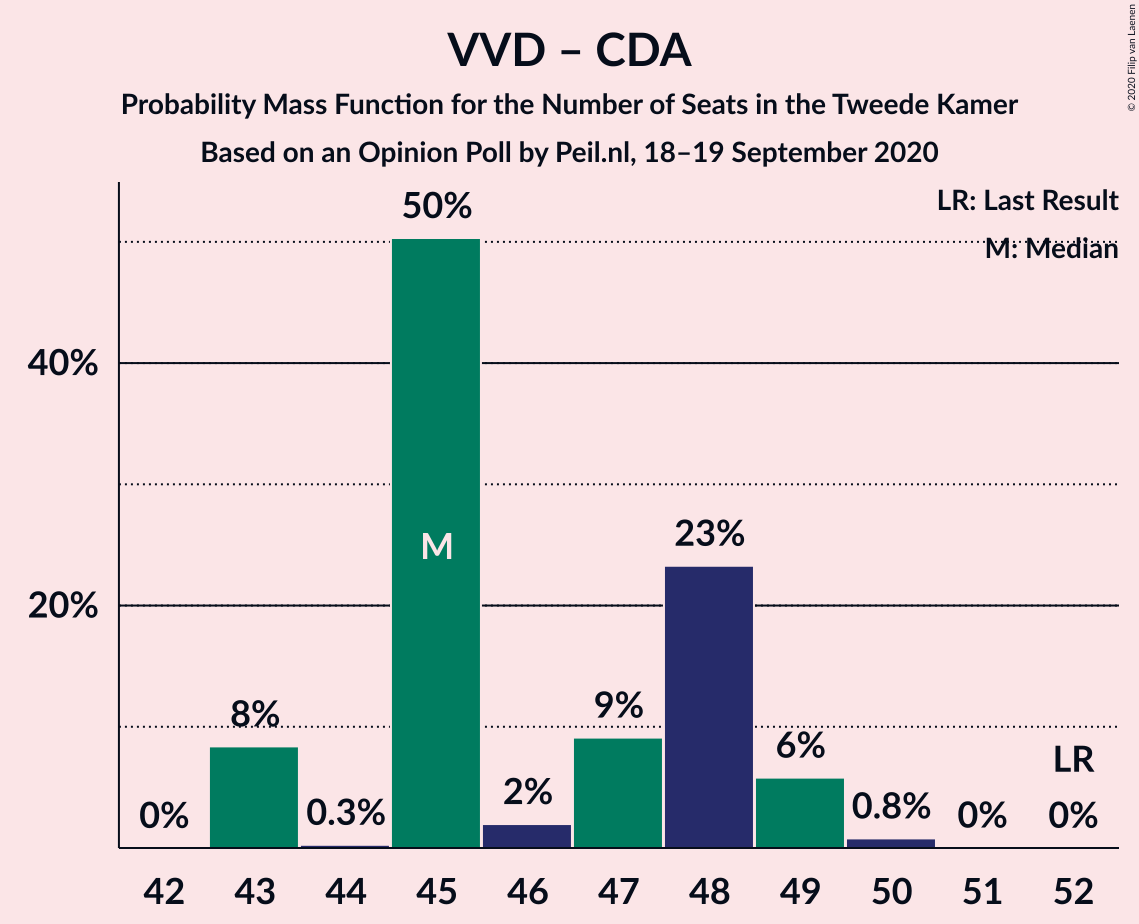 VVD – CDA
Probability Mass Function for the Number of Seats in the Tweede Kamer
Based on an Opinion Poll by Peil.nl, 18–19 September 2020
© 2020 Filip van Laenen
LR: Last Result
M: Median
40%
20%
0%
8%
0.3%
50%
M
2%
9%
23%
6%
0.8%
0%
LR
0%
42 43 44 45 46 47 48 49 50 51 52